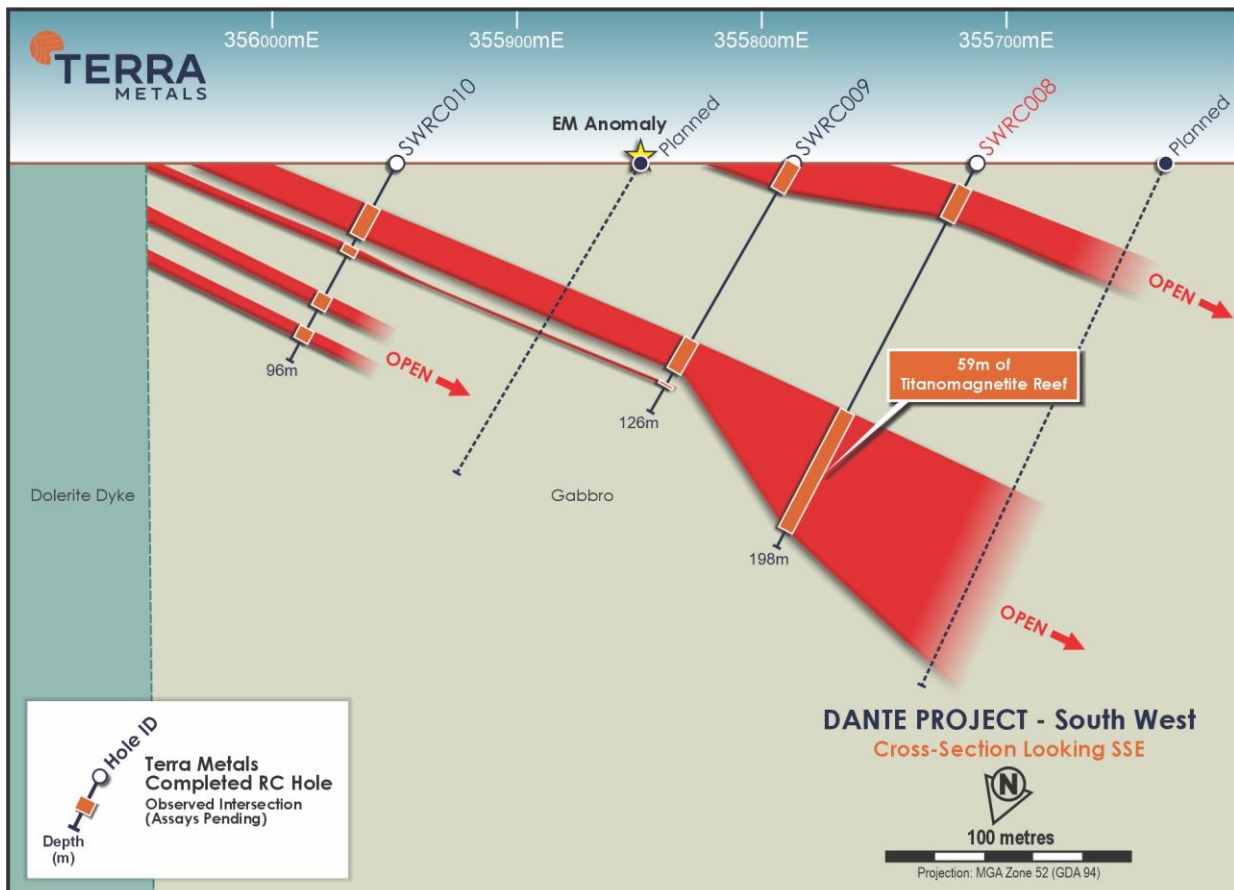 356000mE
355900mE
355800mE
355700mE
TERRA
METALS
SWRC010
EM Anomaly
Planned
SWRC009
SWRC008
Planned
OPEN
59m of
Titanomagnetite Reef
OPEN
96m
126m
Dolerite Dyke
Gabbro
198m
OPEN
DANTE PROJECT - South West
Cross-Section Looking SSE
N
100 metres
Projection: MGA Zone 52 (GDA 94)
Hole ID
Terra Metals
Completed RC Hole
Observed Intersection
(Assays Pending)
Depth
(m)